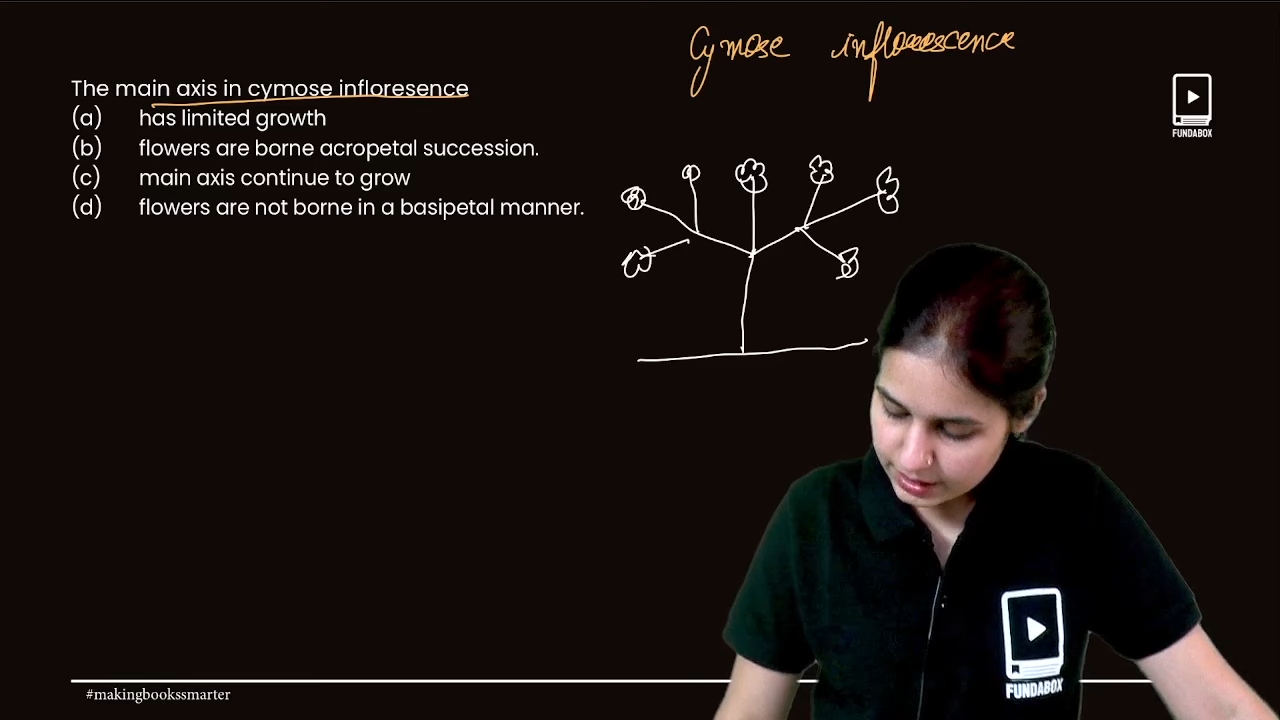 Cymose inflorescence
The main axis in cymose infloresence
(a) has limited growth
(b) flowers are borne acropetal succession.
(c) main axis continue to grow
(d) flowers are not borne in a basipetal manner.
FUNDABOX
FUNDABOX
#makingbookssmarter